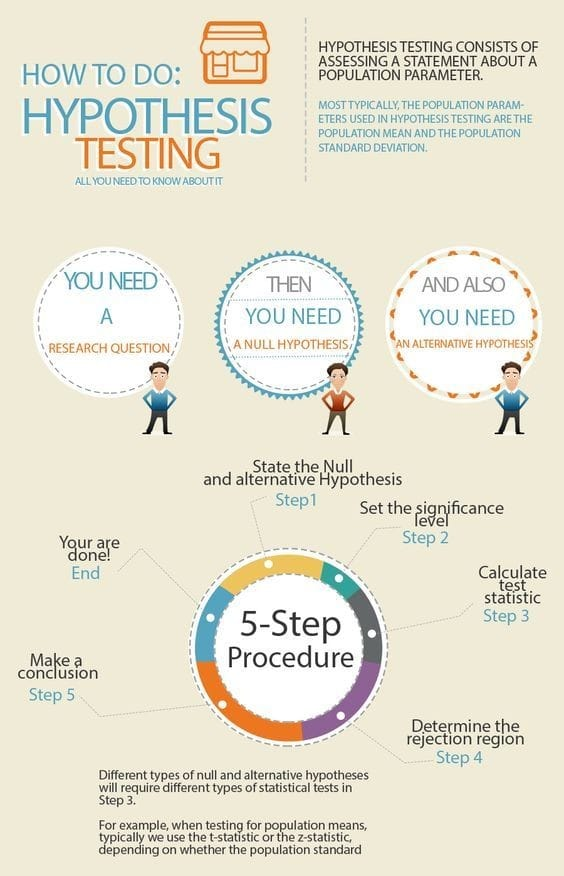 HOW TO DO:
HYPOTHESIS
TESTING
ALL YOU NEED TO KNOW ABOUT IT
HYPOTHESIS TESTING CONSISTS OF
ASSESSING A STATEMENT ABOUT A
POPULATION PARAMETER.
MOST TYPICALLY, THE POPULATION PARAM-
ETERS USED IN HYPOTHESIS TESTING ARE THE
POPULATION MEAN AND THE POPULATION
STANDARD DEVIATION.
YOU NEED
A
RESEARCH QUESTION
THEN
YOU NEED
A NULL HYPOTHESIS
AND ALSO
YOU NEED
AN ALTERNATIVE HYPOTHESIS
State the Null
and alternative Hypothesis
Step1
Set the significance
level
Step 2
Calculate
test
statistic
Step 3
Determine the
rejection region
Step 4
Make a
conclusion
Step 5
Your are
done!
End
5-Step
Procedure
Different types of null and alternative hypotheses
will require different types of statistical tests in
Step 3.
For example, when testing for population means,
typically we use the t-statistic or the z-statistic,
depending on whether the population standard